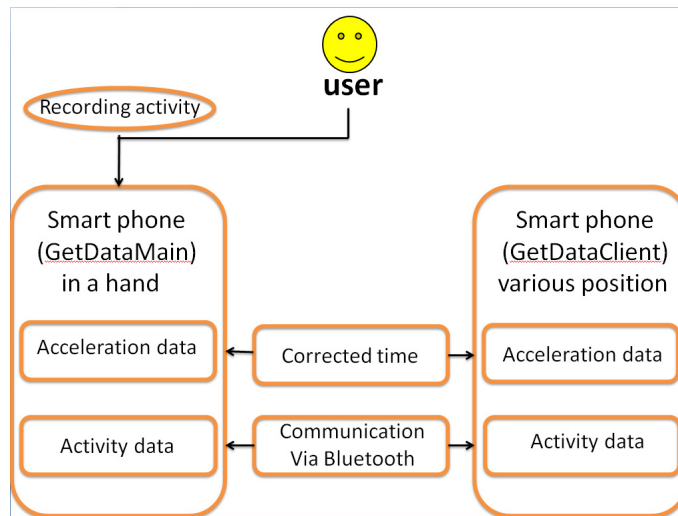 user
Recording activity
Smart phone
(GetDataMain)
in a hand
Acceleration data
Activity data
Corrected time
Communication
Via Bluetooth
Smart phone
(GetDataClient)
various position
Acceleration data
Activity data